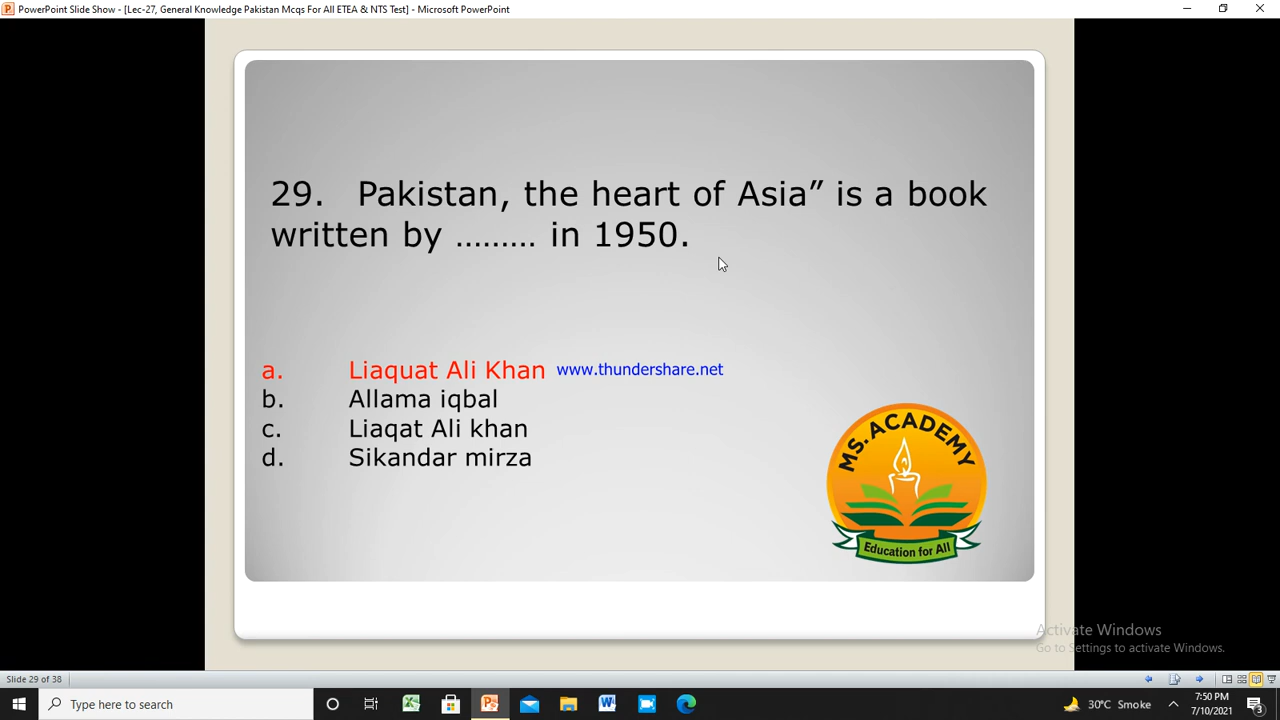 PowerPoint Slide Show - [Lec-27, General Knowledge Pakistan Mcqs For All ETEA & NTS Test] - Microsoft PowerPoint
29. Pakistan, the heart of Asia” is a book
written by ……… in 1950.
a. Liaquat Ali Khan www.thundershare.net
b. Allama iqbal
c. Liaqat Ali khan
d. Sikandar mirza
MS.ACADEMY
Education for All
Activate Windows
Go to Settings to activate Windows.
Slide 29 of 38
Type here to search
30°C Smoke
7:50 PM
7/10/2021
3